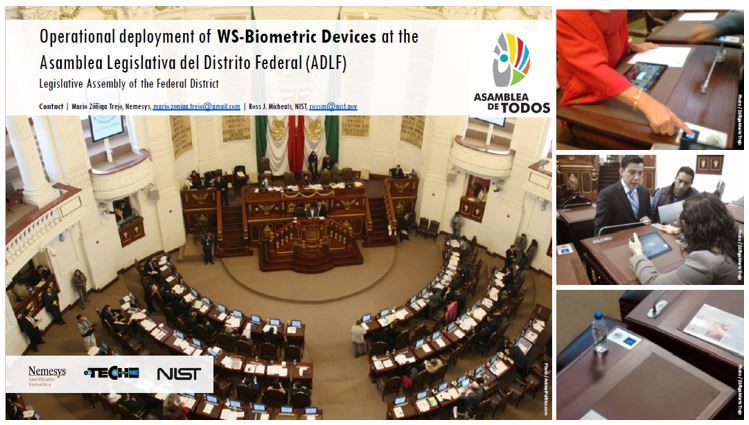 Operational deployment of WS-Biometric Devices at the
Asamblea Legislativa del Distrito Federal (ADLF)
Legislative Assembly of the Federal District
Contact | Mario Zúñiga Trejo, Nemesys, mario.zuniga.trejo@gmail.com | Ross J. Micheals, NIST, rossm@nist.gov
ASAMBLEA
DE TODOS
Nemesys
NIST